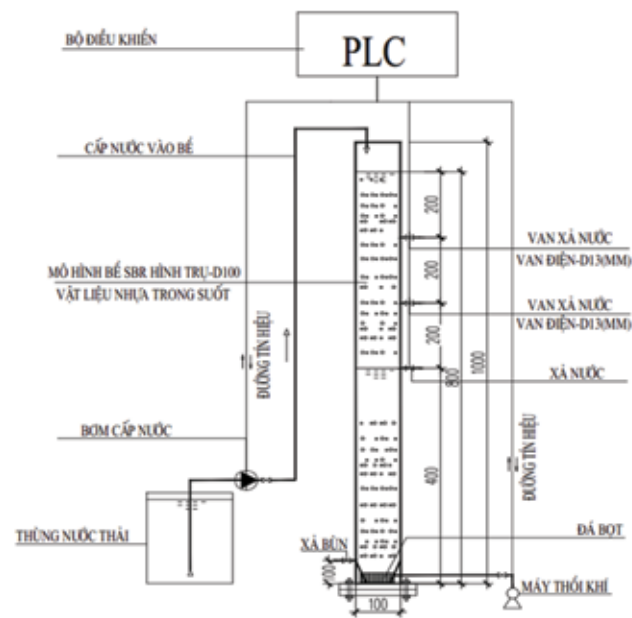 BỘ ĐIỀU KHIỂN
PLC
CẤP NƯỚC VÀO BỂ
MÔ HÌNH BỂ SBR HÌNH TRỤ-D100
VẬT LIỆU NHỰA TRONG SUỐT
ĐƯỜNG TÍN HIỆU
BƠM CẤP NƯỚC
THÙNG NƯỚC THẢI
XẢ BÙN
100
100
200
200
200
400
800
1000
VAN XẢ NƯỚC
VAN ĐIỆN-D13(MM)
VAN XẢ NƯỚC
VAN ĐIỆN-D13(MM)
XẢ NƯỚC
ĐƯỜNG TÍN HIỆU
ĐÁ BỌT
MÁY THỔI KHÍ